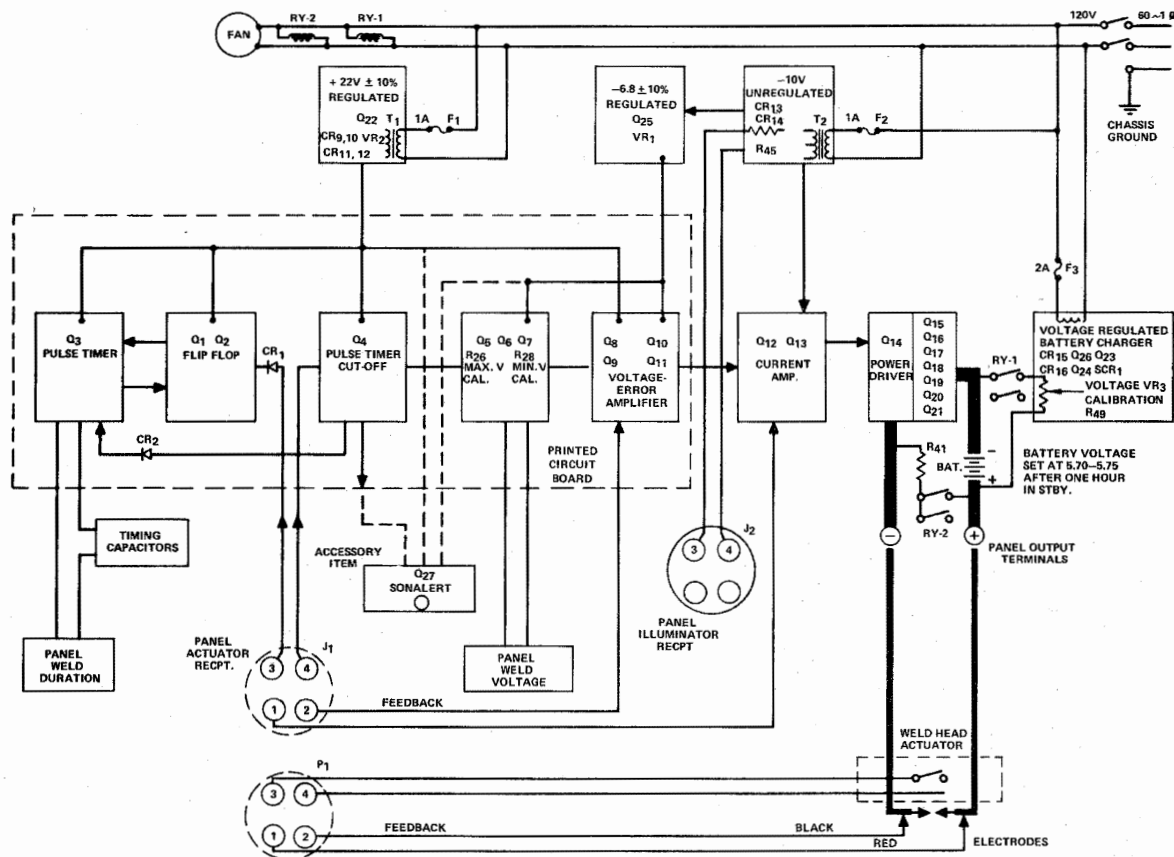 RY-2
RY-1
FAN
120V
60~1 Ø
+ 22V ± 10%
REGULATED
Q22
T1
CR9,10 VR2
CR11, 12
1A
F1
-6.8 ± 10%
REGULATED
Q25
VR1
-10V
UNREGULATED
CR13
CR14
T2
R45
1A
F2
CHASSIS
GROUND
2A
F3
Q3
PULSE TIMER
Q1 Q2
FLIP FLOP
CR1
Q4
PULSE TIMER
CUT-OFF
Q5 Q6 Q7
R26 R28
MAX. V MIN. V
CAL. CAL.
Q8 Q10
Q9 Q11
VOLTAGE-
ERROR
AMPLIFIER
Q12 Q13
CURRENT
AMP.
Q14
POWER
DRIVER
Q15
Q16
Q17
Q18
Q19
Q20
Q21
RY-1
VOLTAGE REGULATED
BATTERY CHARGER
CR15 Q26 Q23
CR16 Q24 SCR1
VOLTAGE VR3
CALIBRATION
R49
CR2
PRINTED
CIRCUIT
BOARD
R41
BAT.
-
+
BATTERY VOLTAGE
SET AT 5.70–5.75
AFTER ONE HOUR
IN STBY.
RY-2
−
+
PANEL OUTPUT
TERMINALS
TIMING
CAPACITORS
ACCESSORY
ITEM
Q27
SONALERT
J2
3
4
PANEL
ILLUMINATOR
RECPT
PANEL
WELD
DURATION
PANEL
ACTUATOR
RECPT.
J1
3
4
1
2
PANEL
WELD
VOLTAGE
FEEDBACK
WELD HEAD
ACTUATOR
P1
3
4
1
2
FEEDBACK
BLACK
RED
ELECTRODES